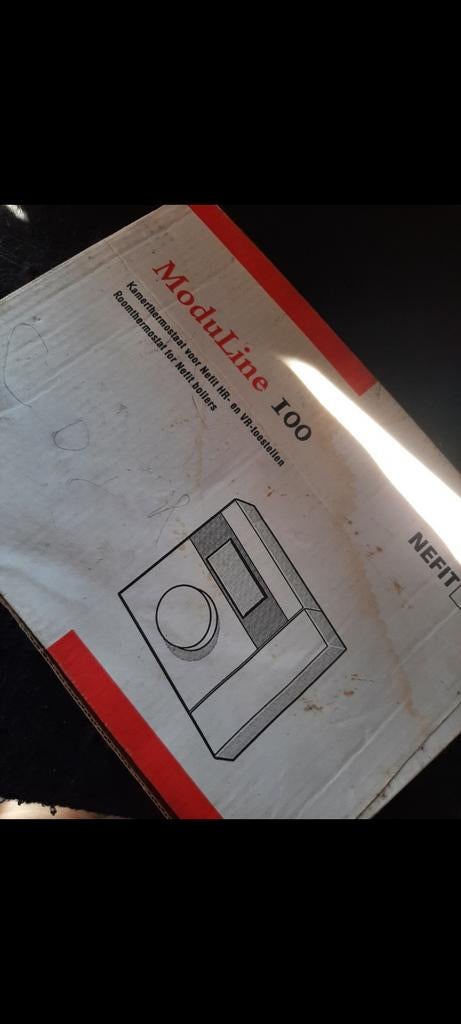 ModuLine 100
Kamerthermostaat voor Nefit HR- en VR-toestellen
Roomthermostat for Nefit boilers
NEFIT